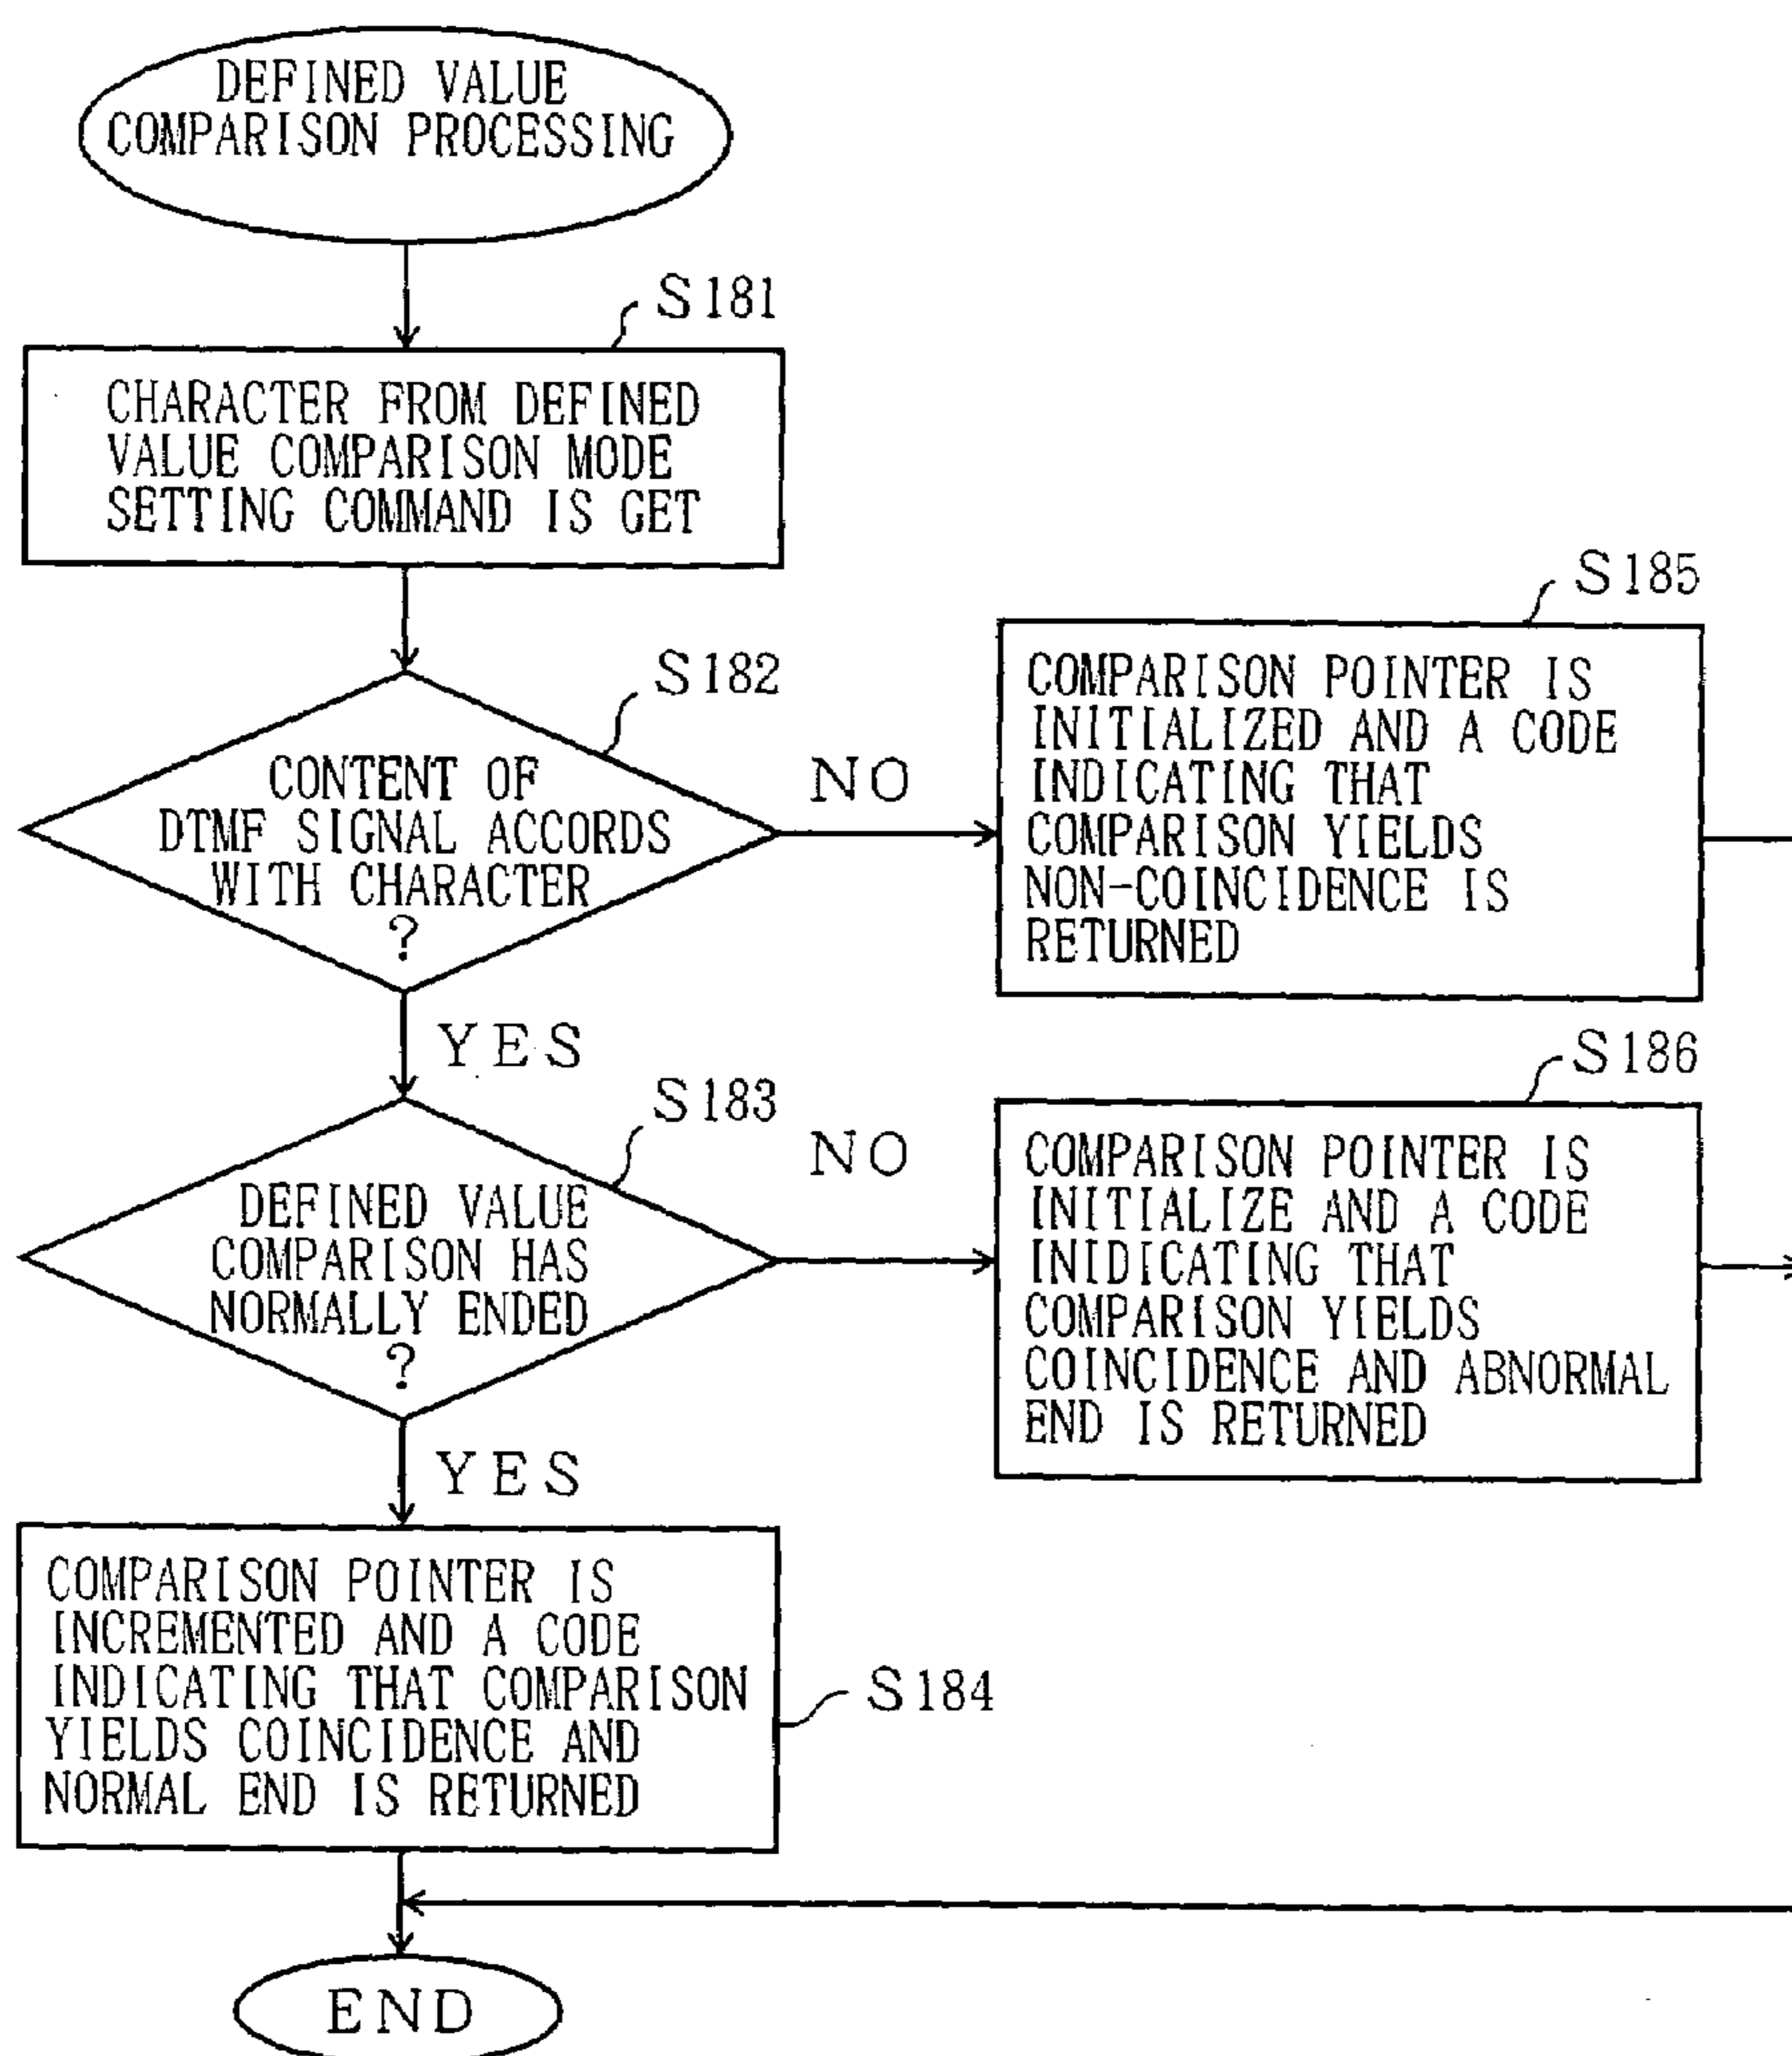 DEFINED VALUE
COMPARISON PROCESSING
S181
CHARACTER FROM DEFINED
VALUE COMPARISON MODE
SETTING COMMAND IS GET
S182
CONTENT OF
DTMF SIGNAL ACCORDS
WITH CHARACTER
?
NO
S185
COMPARISON POINTER IS
INITIALIZED AND A CODE
INDICATING THAT
COMPARISON YIELDS
NON-COINCIDENCE IS
RETURNED
YES
S183
DEFINED VALUE
COMPARISON HAS
NORMALLY ENDED
?
NO
S186
COMPARISON POINTER IS
INITIALIZE AND A CODE
INIDICATING THAT
COMPARISON YIELDS
COINCIDENCE AND ABNORMAL
END IS RETURNED
YES
COMPARISON POINTER IS
INCREMENTED AND A CODE
INDICATING THAT COMPARISON
YIELDS COINCIDENCE AND
NORMAL END IS RETURNED
S184
END